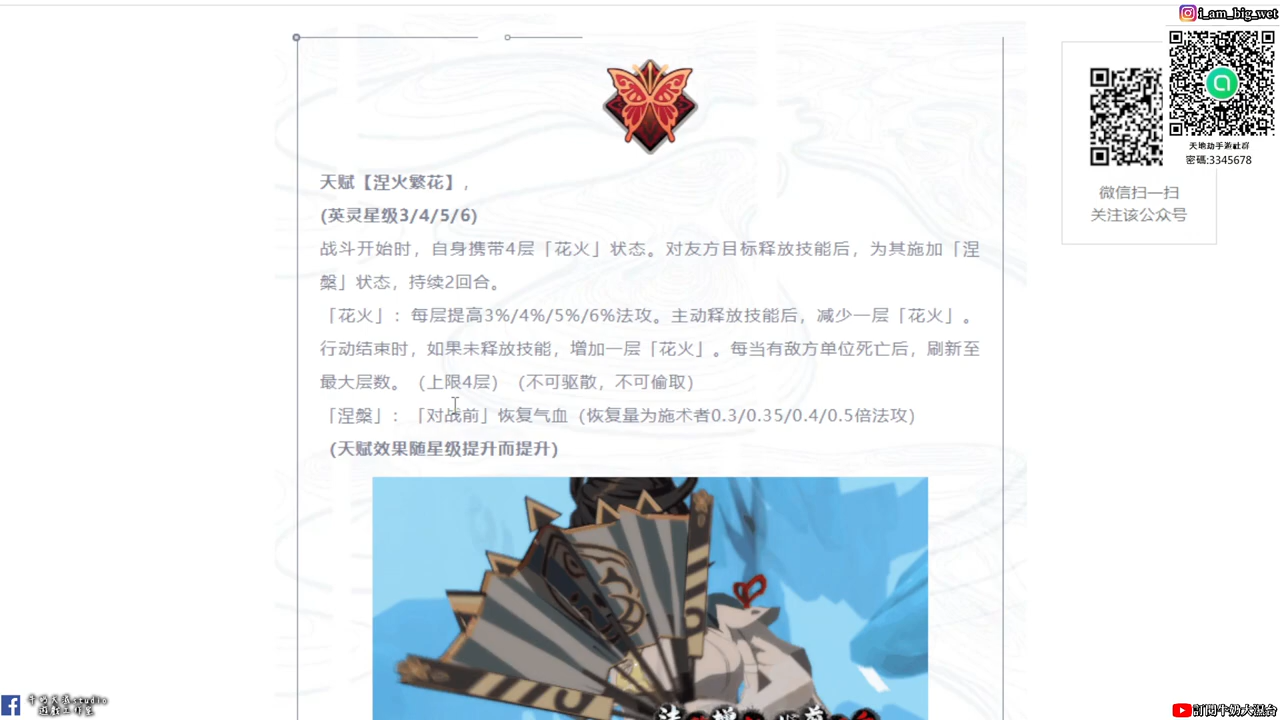 i_am_big_wet
天地劫手游社群
密碼:3345678
微信扫一扫
关注该公众号
天赋【涅火繁花】，
(英灵星级3/4/5/6)
战斗开始时，自身携带4层「花火」状态。对友方目标释放技能后，为其施加「涅
槃」状态，持续2回合。
「花火」：每层提高3%/4%/5%/6%法攻。主动释放技能后，减少一层「花火」。
行动结束时，如果未释放技能，增加一层「花火」。每当有敌方单位死亡后，刷新至
最大层数。（上限4层）（不可驱散，不可偷取）
「涅槃」：「对战前」恢复气血（恢复量为施术者0.3/0.35/0.4/0.5倍法攻）
(天赋效果随星级提升而提升)
studio
遊戲工作室
訂閱牛奶大濕翁